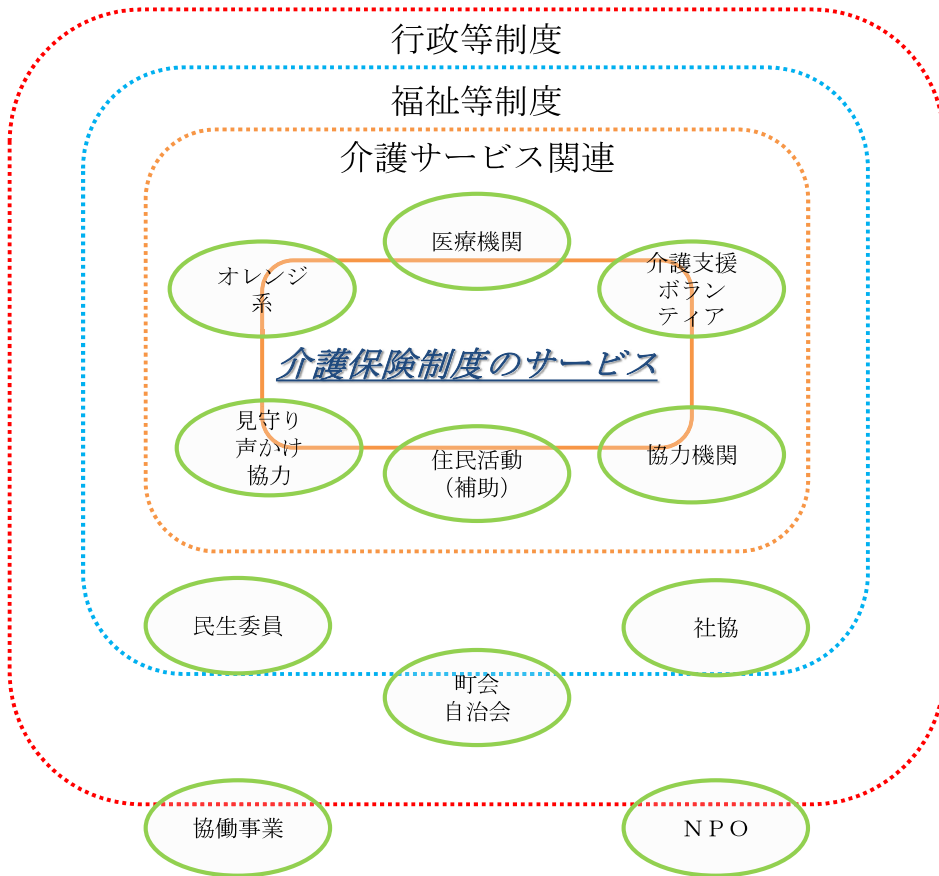 行政等制度
福祉等制度
介護サービス関連
医療機関
オレンジ
系
介護支援
ボラン
ティア
介護保険制度のサービス
見守り
声かけ
協力
住民活動
（補助）
協力機関
民生委員
社協
町会
自治会
協働事業
ＮＰＯ